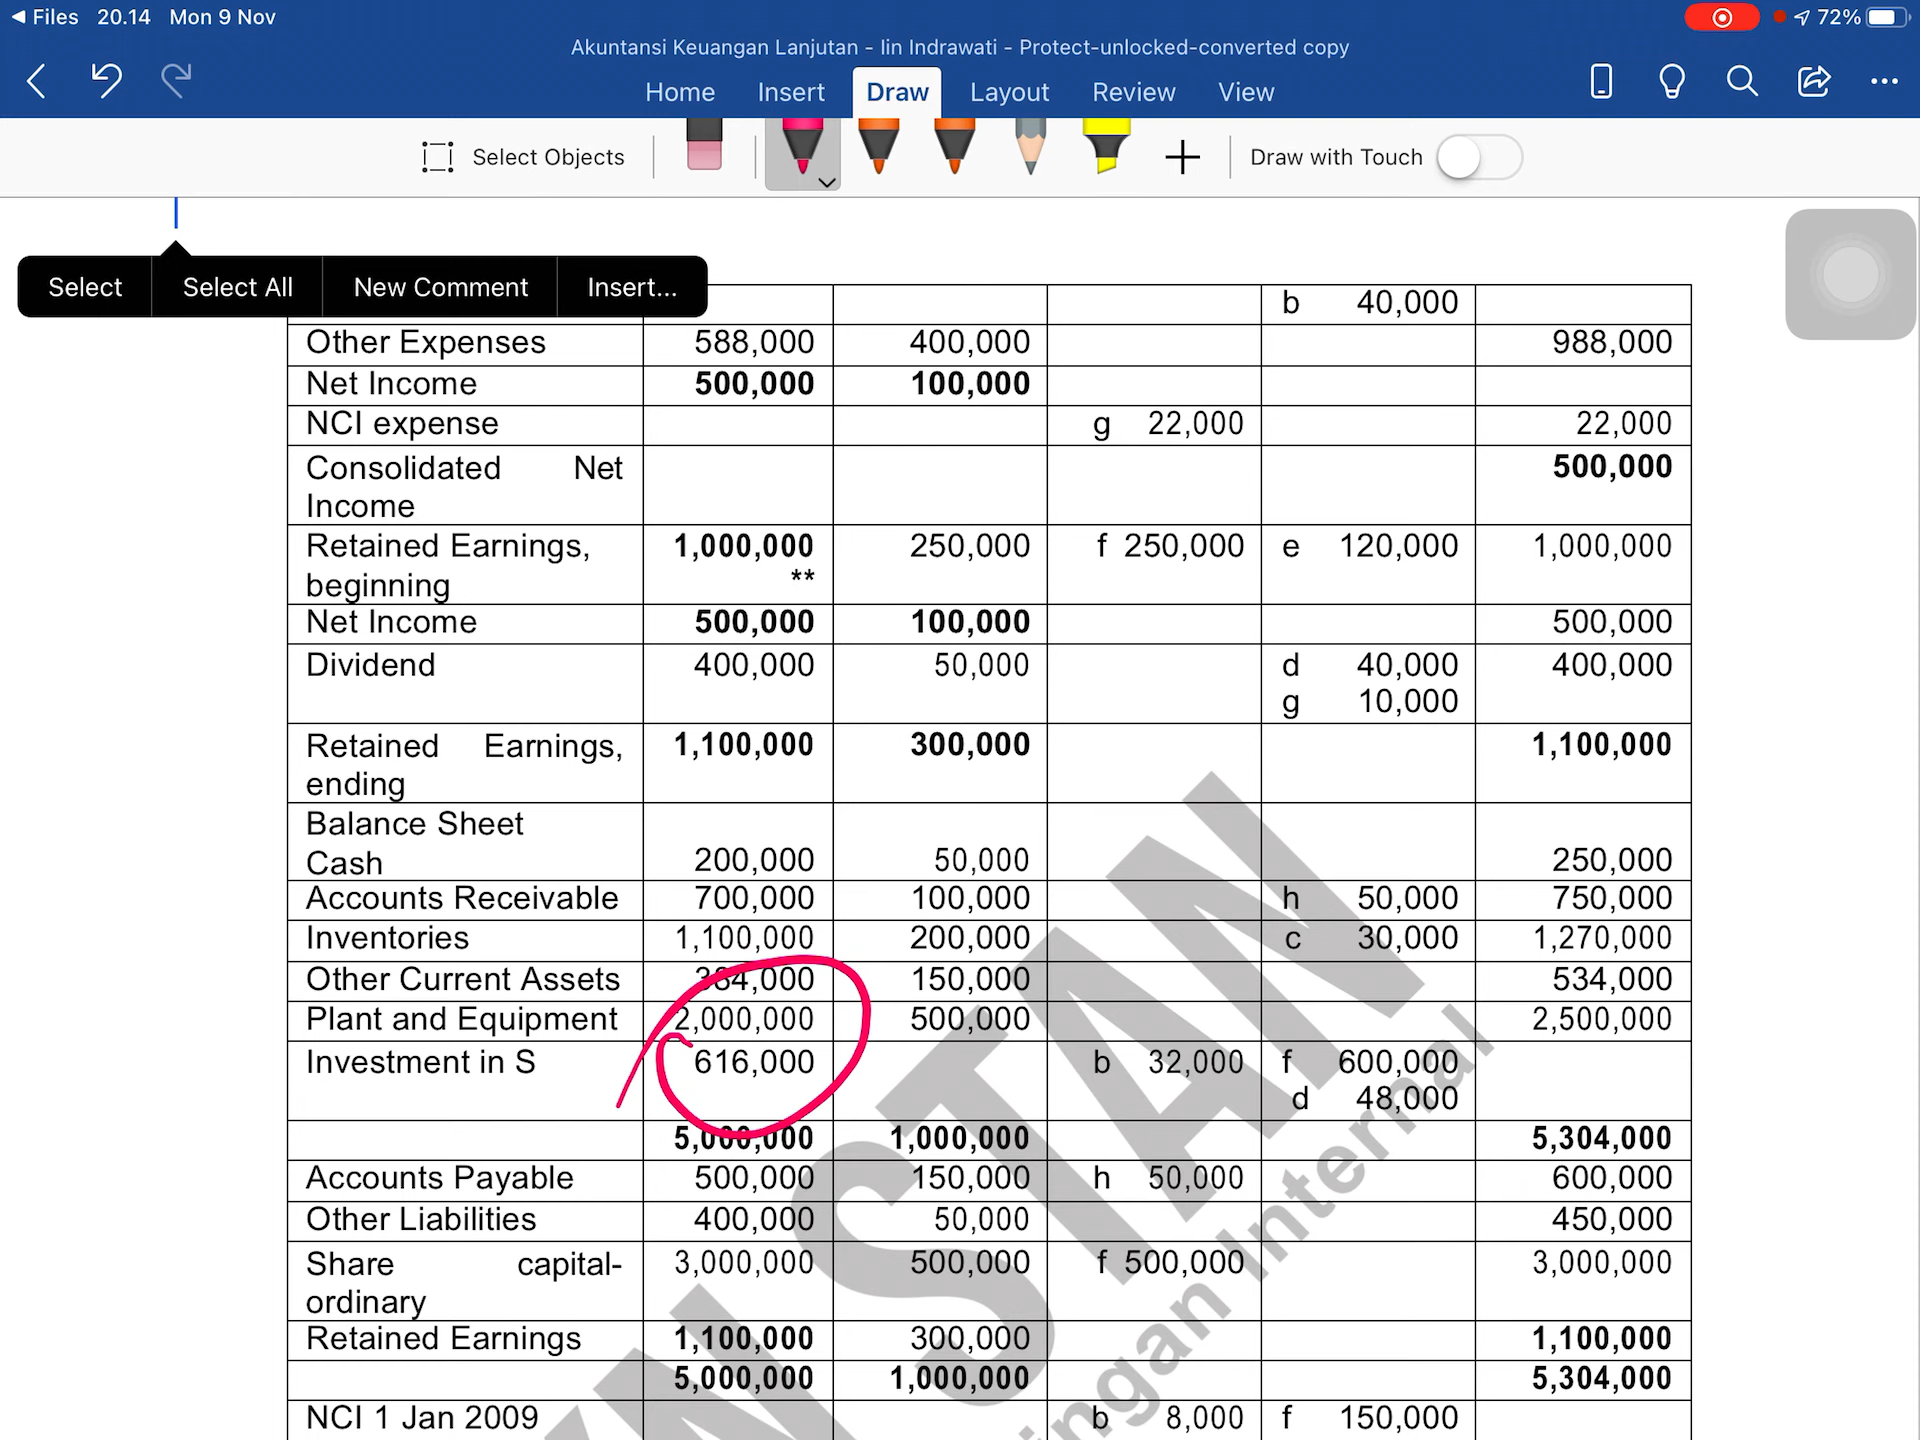 Files 20.14 Mon 9 Nov 72%
Akuntansi Keuangan Lanjutan - Iin Indrawati - Protect-unlocked-converted copy
Home Insert Draw Layout Review View
Select Objects Draw with Touch
Select Select All New Comment Insert...
b 40,000
Other Expenses 588,000 400,000 988,000
Net Income 500,000 100,000
NCI expense g 22,000 22,000
Consolidated Net 500,000
Income
Retained Earnings, 1,000,000 250,000 f 250,000 e 120,000 1,000,000
beginning **
Net Income 500,000 100,000 500,000
Dividend 400,000 50,000 d 40,000 400,000
g 10,000
Retained Earnings, 1,100,000 300,000 1,100,000
ending
Balance Sheet
Cash 200,000 50,000 250,000
Accounts Receivable 700,000 100,000 h 50,000 750,000
Inventories 1,100,000 200,000 c 30,000 1,270,000
Other Current Assets 384,000 150,000 534,000
Plant and Equipment 2,000,000 500,000 2,500,000
Investment in S 616,000 b 32,000 f 600,000
d 48,000
5,000,000 1,000,000 5,304,000
Accounts Payable 500,000 150,000 h 50,000 600,000
Other Liabilities 400,000 50,000 450,000
Share capital- 3,000,000 500,000 f 500,000 3,000,000
ordinary
Retained Earnings 1,100,000 300,000 1,100,000
5,000,000 1,000,000 5,304,000
NCI 1 Jan 2009 b 8,000 f 150,000
STAN
Internal